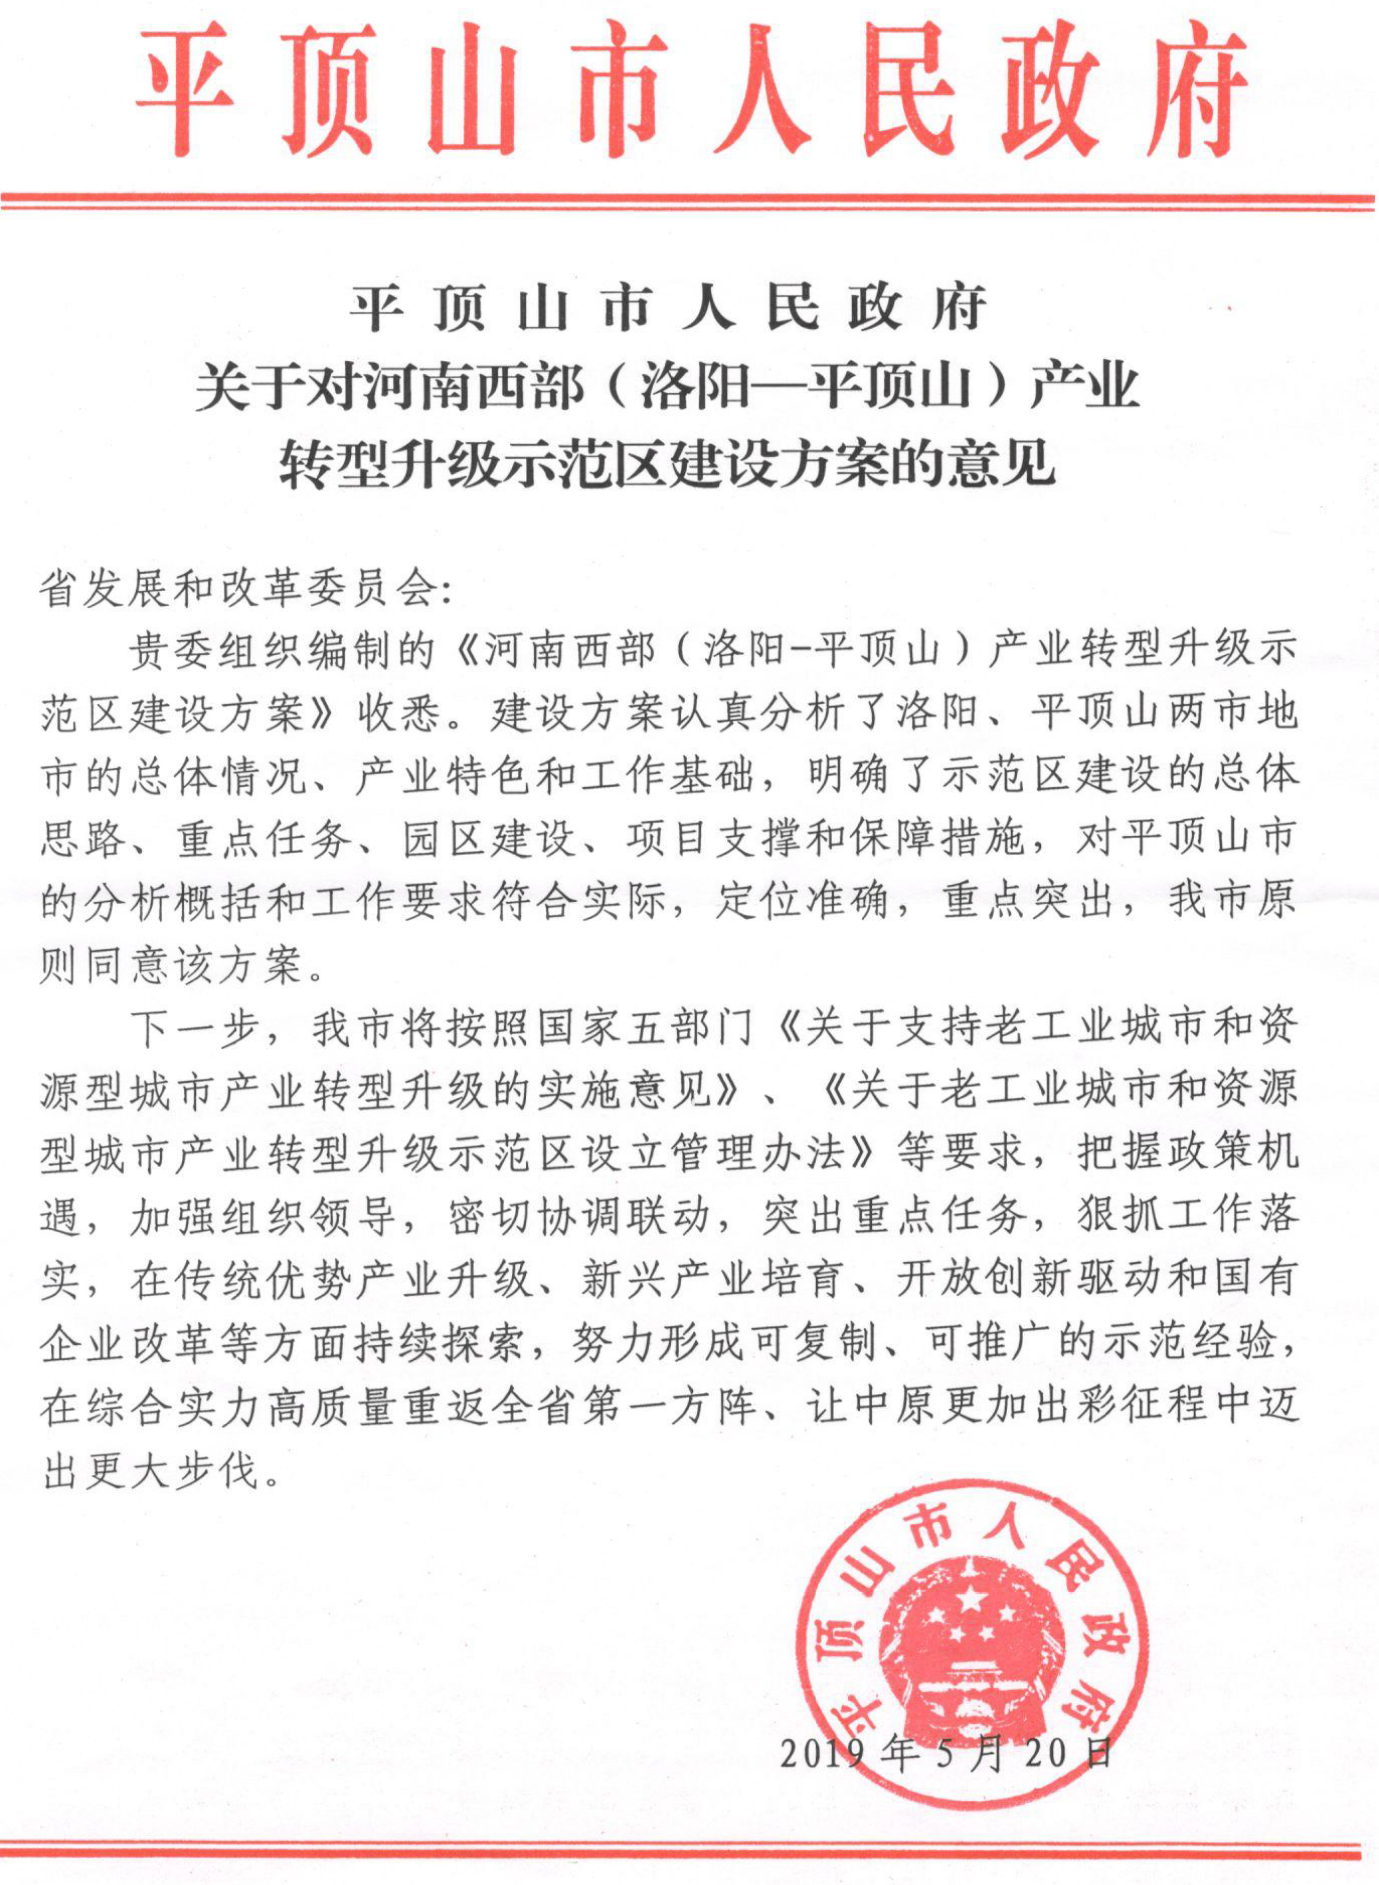 平顶山市人民政府
平顶山市人民政府
关于对河南西部（洛阳—平顶山）产业
转型升级示范区建设方案的意见
省发展和改革委员会：
贵委组织编制的《河南西部（洛阳-平顶山）产业转型升级示
范区建设方案》收悉。建设方案认真分析了洛阳、平顶山两市地
市的总体情况、产业特色和工作基础，明确了示范区建设的总体
思路、重点任务、园区建设、项目支撑和保障措施，对平顶山市
的分析概括和工作要求符合实际，定位准确，重点突出，我市原
则同意该方案。
下一步，我市将按照国家五部门《关于支持老工业城市和资
源型城市产业转型升级的实施意见》、《关于老工业城市和资源
型城市产业转型升级示范区设立管理办法》等要求，把握政策机
遇，加强组织领导，密切协调联动，突出重点任务，狠抓工作落
实，在传统优势产业升级、新兴产业培育、开放创新驱动和国有
企业改革等方面持续探索，努力形成可复制、可推广的示范经验，
在综合实力高质量重返全省第一方阵、让中原更加出彩征程中迈
出更大步伐。
平顶山市人民政府
2019年5月20日